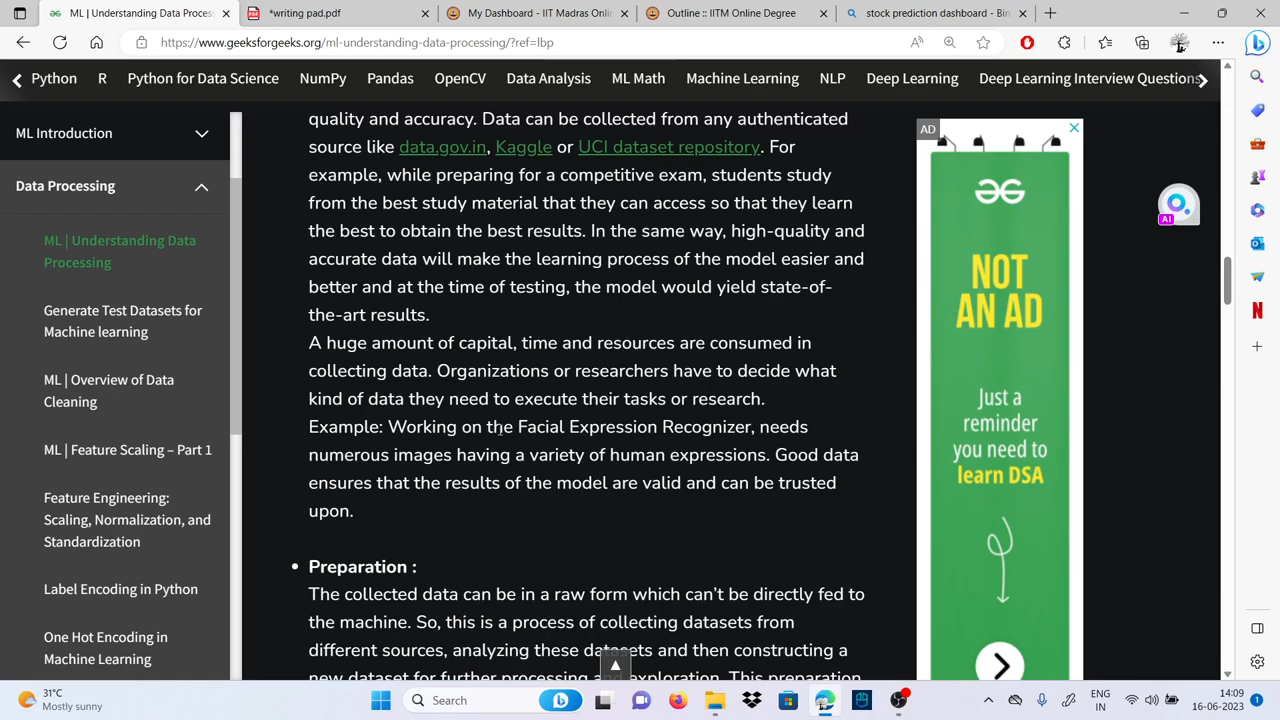 ML | Understanding Data Process
*writing pad.pdf
My Dashboard - IIT Madras Onli
Outline :: IITM Online Degree
stock prediction dashboard - Bin
https://www.geeksforgeeks.org/ml-understanding-data-processing/?ref=lbp
Python
R
Python for Data Science
NumPy
Pandas
OpenCV
Data Analysis
ML Math
Machine Learning
NLP
Deep Learning
Deep Learning Interview Questions
ML Introduction
Data Processing
ML | Understanding Data
Processing
Generate Test Datasets for
Machine learning
ML | Overview of Data
Cleaning
ML | Feature Scaling – Part 1
Feature Engineering:
Scaling, Normalization, and
Standardization
Label Encoding in Python
One Hot Encoding in
Machine Learning
quality and accuracy. Data can be collected from any authenticated
source like data.gov.in, Kaggle or UCI dataset repository. For
example, while preparing for a competitive exam, students study
from the best study material that they can access so that they learn
the best to obtain the best results. In the same way, high-quality and
accurate data will make the learning process of the model easier and
better and at the time of testing, the model would yield state-of-
the-art results.
A huge amount of capital, time and resources are consumed in
collecting data. Organizations or researchers have to decide what
kind of data they need to execute their tasks or research.
Example: Working on the Facial Expression Recognizer, needs
numerous images having a variety of human expressions. Good data
ensures that the results of the model are valid and can be trusted
upon.
• Preparation :
The collected data can be in a raw form which can’t be directly fed to
the machine. So, this is a process of collecting datasets from
different sources, analyzing these datasets and then constructing a
new dataset for further processing and exploration. This preparation
AD
NOT
AN AD
Just a
reminder
you need to
learn DSA
AI
31°C
Mostly sunny
Search
ENG
IN
14:09
16-06-2023
1